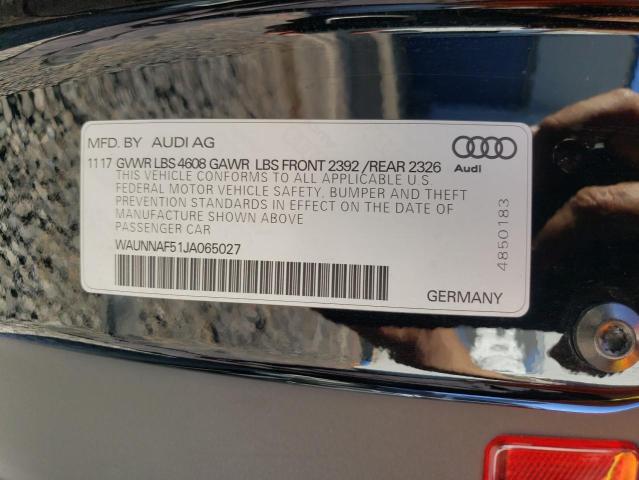 MFD. BY AUDI AG
11 17 GVWR LBS 4608 GAWR LBS FRONT 2392 /REAR 2326
THIS VEHICLE CONFORMS TO ALL APPLICABLE U S
FEDERAL MOTOR VEHICLE SAFETY, BUMPER AND THEFT
PREVENTION STANDARDS IN EFFECT ON THE DATE OF
MANUFACTURE SHOWN ABOVE
PASSENGER CAR
WAUNNAF51JA065027
Audi
4850183
GERMANY